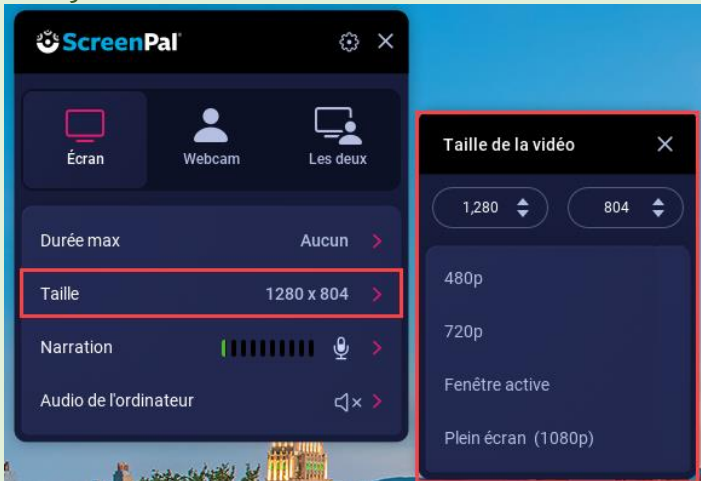 ScreenPal
Écran
Webcam
Les deux
Durée max Aucun
Taille 1280 x 804
Narration
Audio de l'ordinateur
Taille de la vidéo
1,280 804
480p
720p
Fenêtre active
Plein écran (1080p)